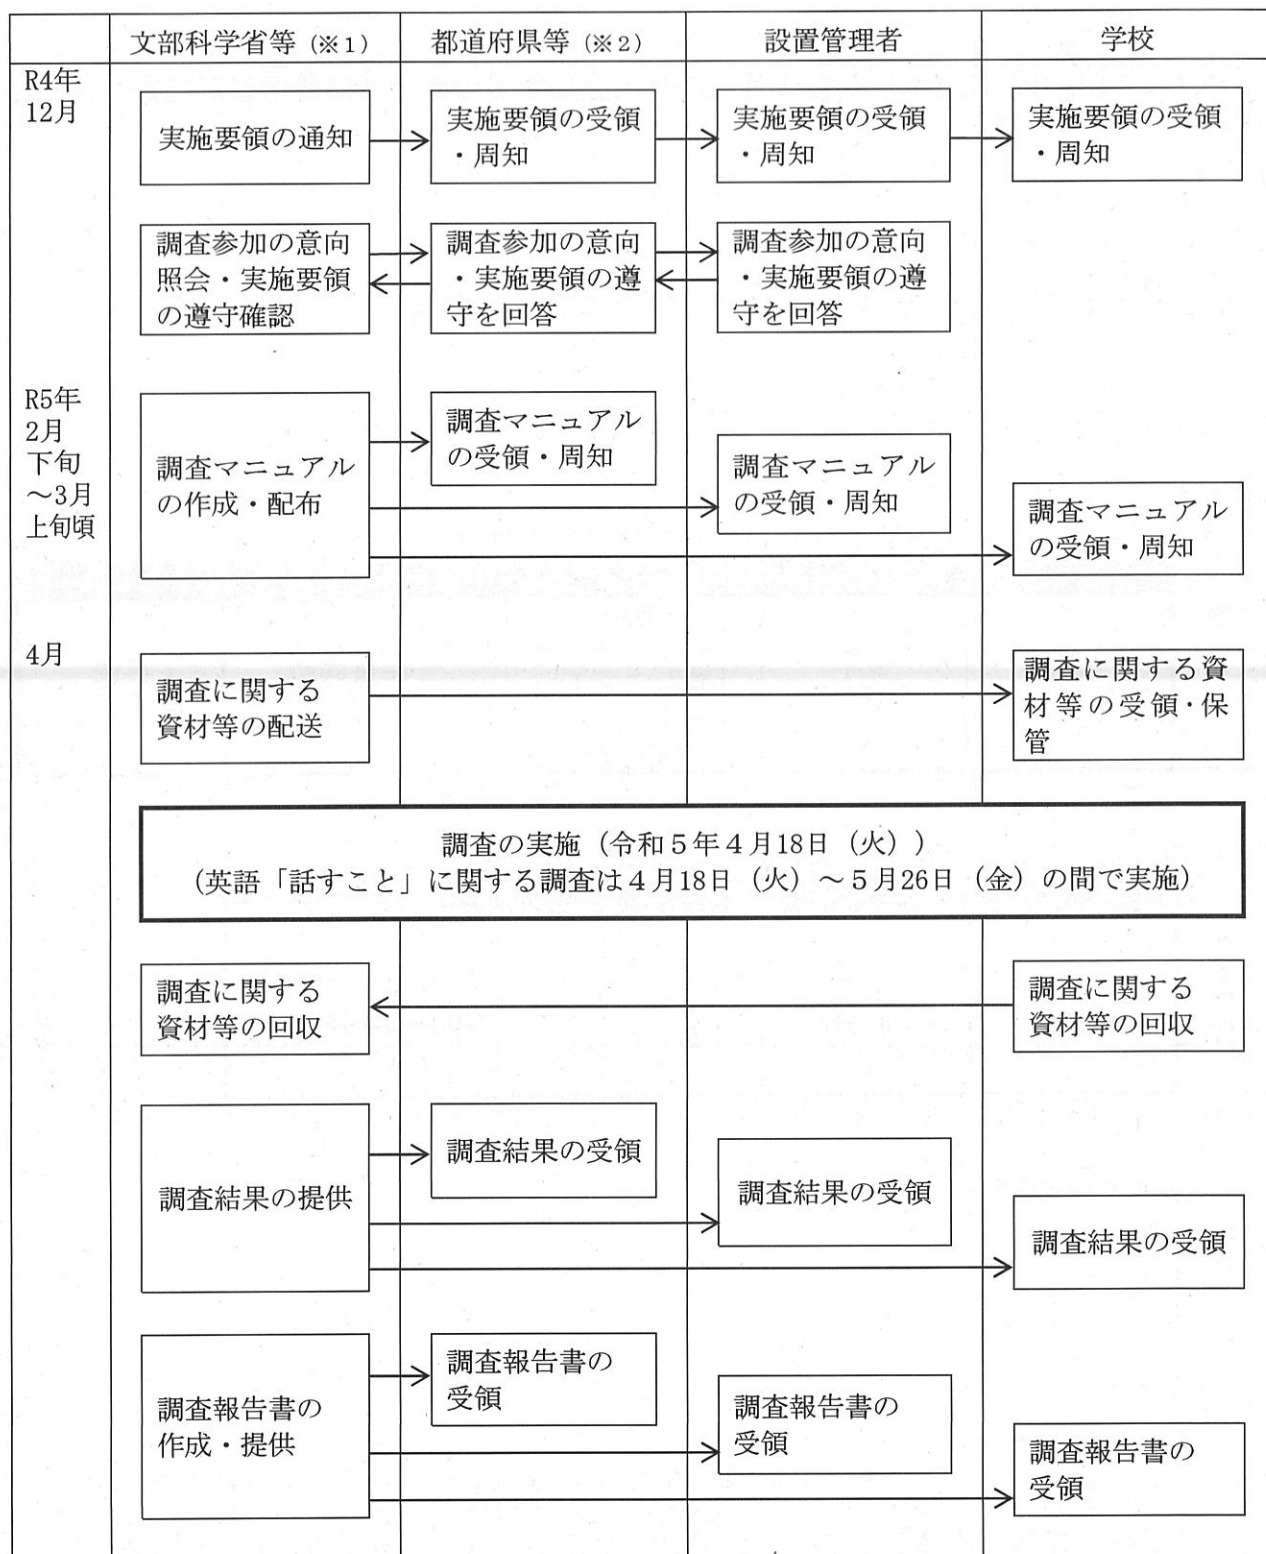 文部科学省等（※1）
都道府県等（※2）
設置管理者
学校
R4年
12月
実施要領の通知
実施要領の受領
・周知
実施要領の受領
・周知
実施要領の受領
・周知
調査参加の意向
照会・実施要領
の遵守確認
調査参加の意向
・実施要領の遵
守を回答
調査参加の意向
・実施要領の遵
守を回答
R5年
2月
下旬
～3月
上旬頃
調査マニュアル
の作成・配布
調査マニュアル
の受領・周知
調査マニュアル
の受領・周知
調査マニュアル
の受領・周知
4月
調査に関する
資材等の配送
調査に関する資
材等の受領・保
管
調査の実施（令和５年４月18日（火））
（英語「話すこと」に関する調査は４月18日（火）～５月26日（金）の間で実施）
調査に関する
資材等の回収
調査に関する
資材等の回収
調査結果の提供
調査結果の受領
調査結果の受領
調査結果の受領
調査報告書の
作成・提供
調査報告書の
受領
調査報告書の
受領
調査報告書の
受領